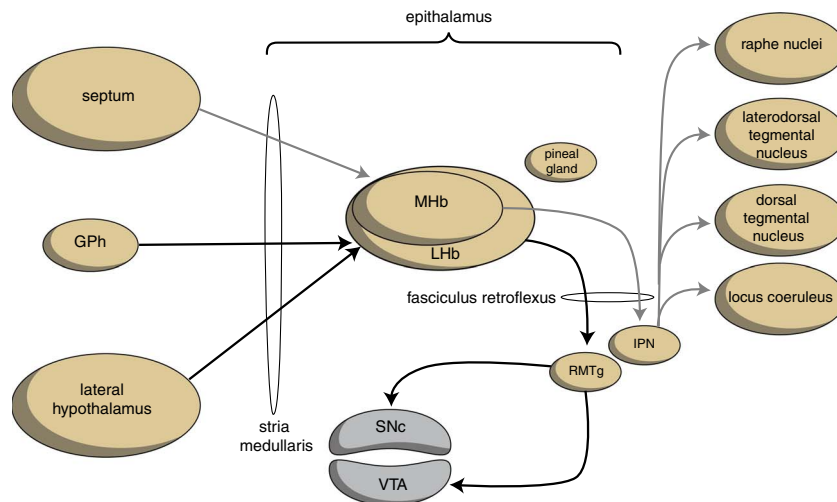 epithalamus
septum
GPh
lateral
hypothalamus
stria
medullaris
MHb
LHb
pineal
gland
fasciculus retroflexus
RMTg
IPN
SNc
VTA
raphe nuclei
laterodorsal
tegmental
nucleus
dorsal
tegmental
nucleus
locus coeruleus